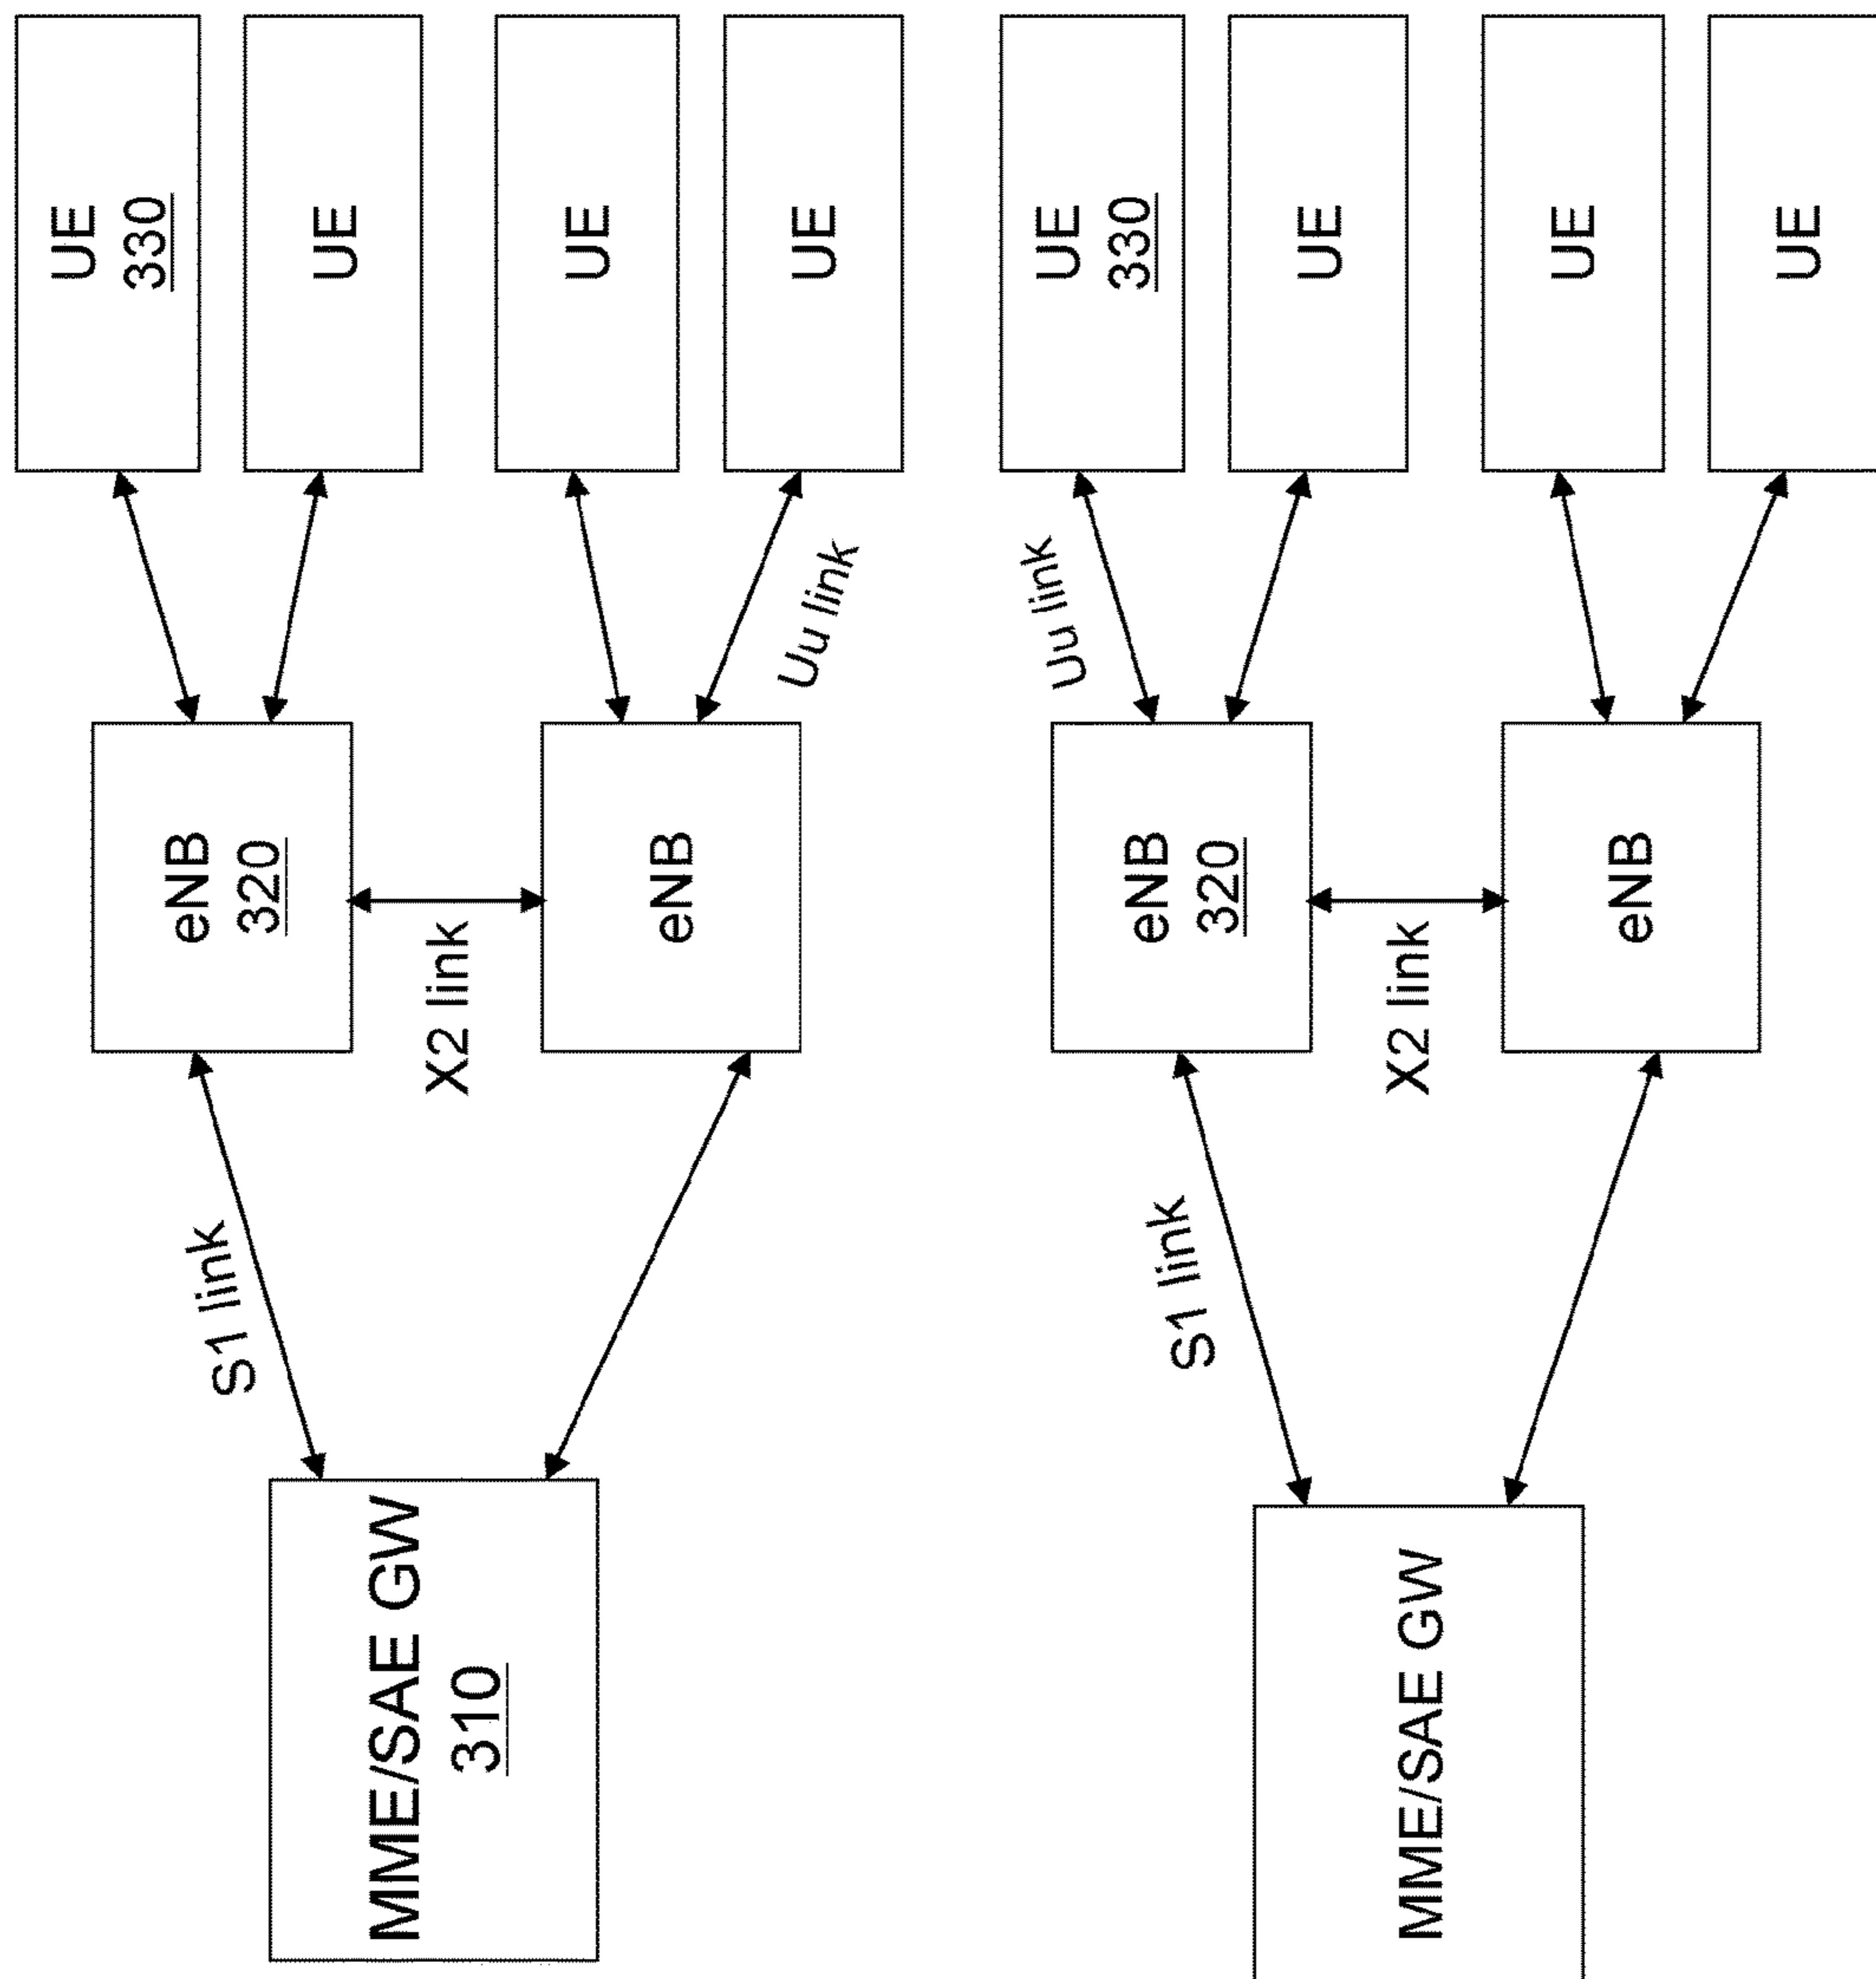 MME/SAE GW
310
MME/SAE GW
S1 link
S1 link
eNB
320
X2 link
eNB
eNB
320
X2 link
eNB
Uu link
Uu link
UE
330
UE
UE
UE
UE
330
UE
UE
UE